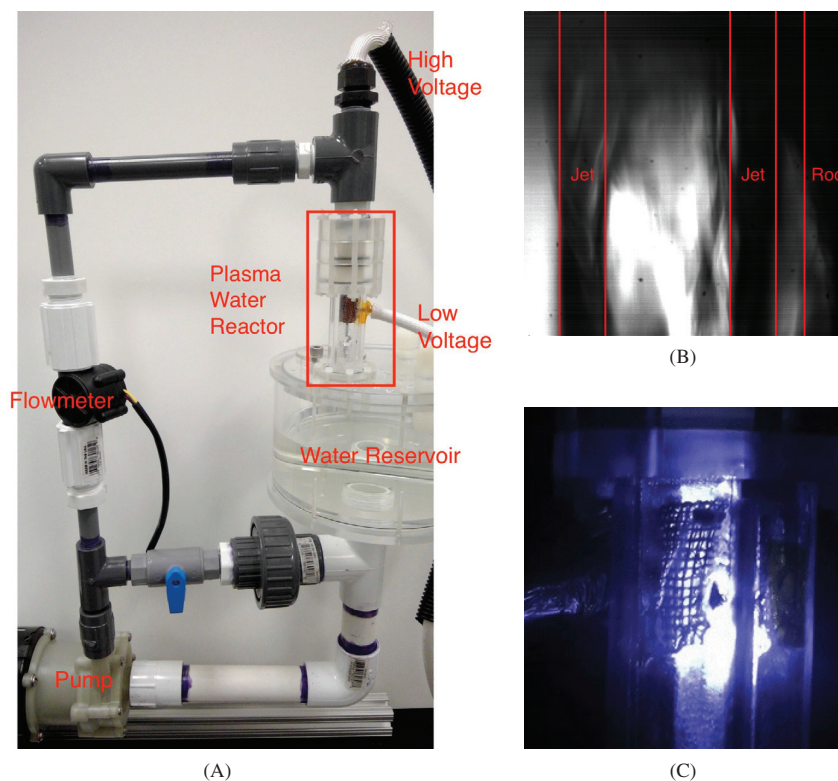 High
Voltage
Plasma
Water
Reactor
Low
Voltage
Flowmeter
Water Reservoir
Pump
(A)
Jet
Jet
Roc
(B)
(C)